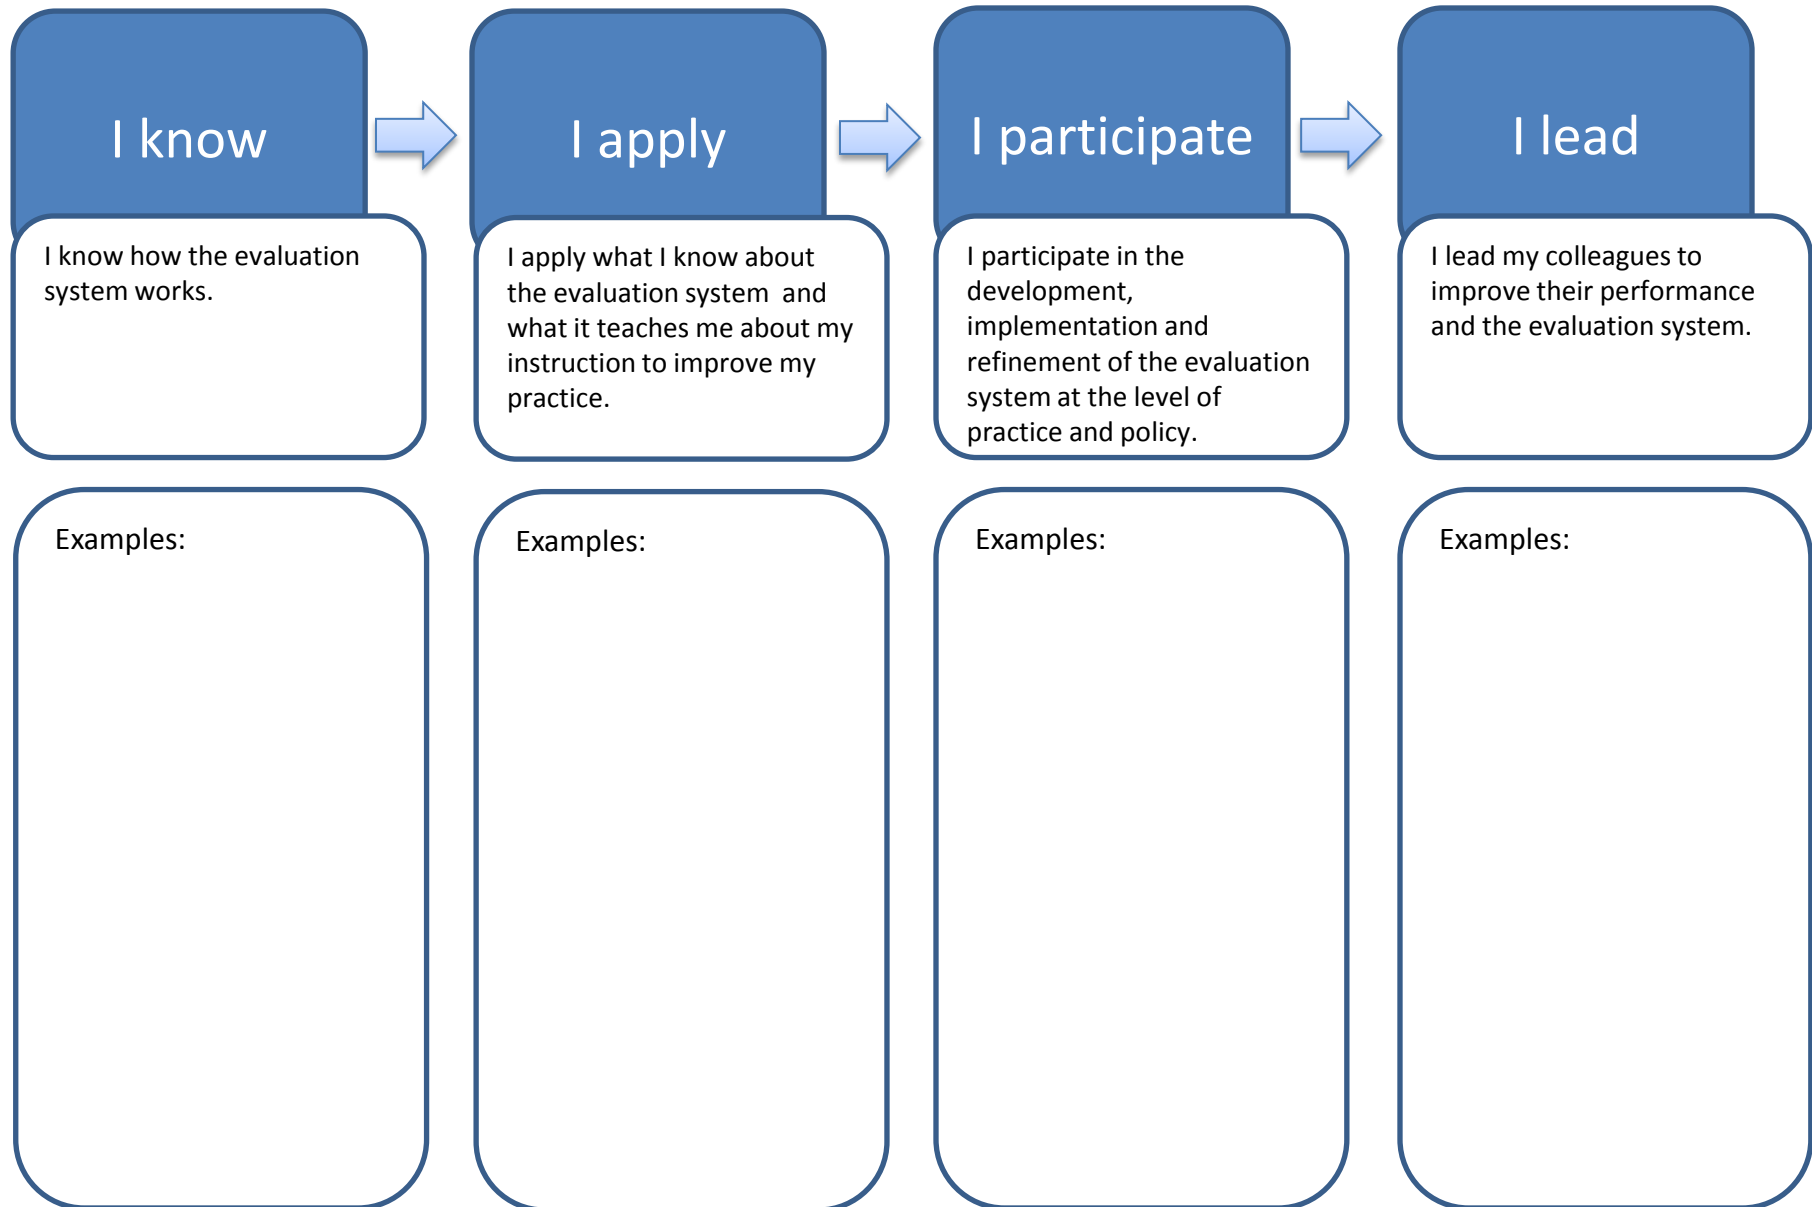 I know
I apply
I participate
I lead
I know how the evaluation
system works.
I apply what I know about
the evaluation system  and
what it teaches me about my
instruction to improve my
practice.
I participate in the
development,
implementation and
refinement of the evaluation
system at the level of
practice and policy.
I lead my colleagues to
improve their performance
and the evaluation system.
Examples:
Examples:
Examples:
Examples: